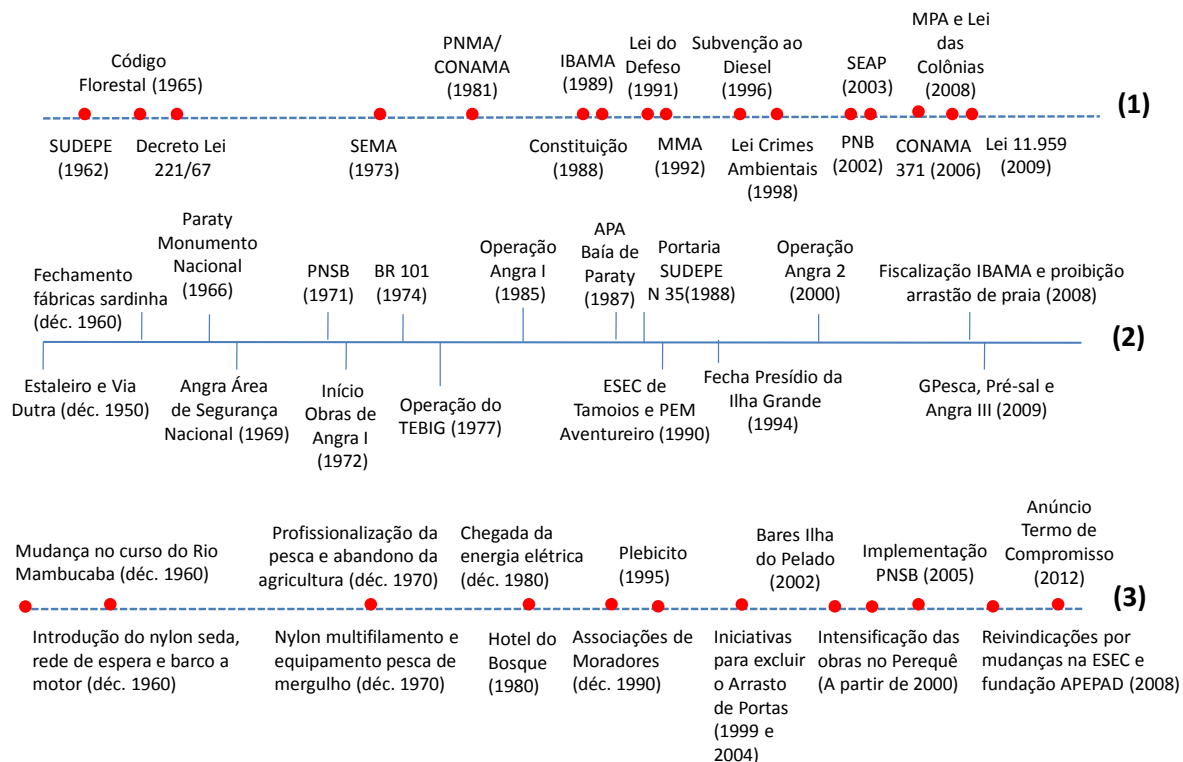 Código
Florestal (1965)
PNMA/
CONAMA
(1981)
IBAMA
(1989)
Lei do
Defeso
(1991)
Subvenção ao
Diesel
(1996)
SEAP
(2003)
MPA e Lei
das
Colônias
(2008)
(1)
SUDEPE
(1962)
Decreto Lei
221/67
SEMA
(1973)
Constituição
(1988)
MMA
(1992)
Lei Crimes
Ambientais
(1998)
PNB
(2002)
CONAMA
371 (2006)
Lei 11.959
(2009)
Fechamento
fábricas sardinha
(déc. 1960)
Paraty
Monumento
Nacional
(1966)
PNSB
(1971)
BR 101
(1974)
Operação
Angra I
(1985)
APA
Baía de
Paraty
(1987)
Portaria
SUDEPE
N 35(1988)
Operação
Angra 2
(2000)
Fiscalização IBAMA e proibição
arrastão de praia (2008)
(2)
Estaleiro e Via
Dutra (déc. 1950)
Angra Área
de Segurança
Nacional (1969)
Início
Obras de
Angra I
(1972)
Operação do
TEBIG (1977)
ESEC de
Tamoios e PEM
Aventureiro (1990)
Fecha Presídio da
Ilha Grande
(1994)
GPesca, Pré-sal e
Angra III (2009)
Mudança no curso do Rio
Mambucaba (déc. 1960)
Profissionalização da
pesca e abandono da
agricultura (déc. 1970)
Chegada da
energia elétrica
(déc. 1980)
Plebicito
(1995)
Bares Ilha
do Pelado
(2002)
Implementação
PNSB (2005)
Anúncio
Termo de
Compromisso
(2012)
(3)
Introdução do nylon seda,
rede de espera e barco a
motor (déc. 1960)
Nylon multifilamento e
equipamento pesca de
mergulho (déc. 1970)
Hotel do
Bosque
(1980)
Associações de
Moradores
(déc. 1990)
Iniciativas
para excluir
o Arrasto
de Portas
(1999 e
2004)
Intensificação das
obras no Perequê
(A partir de 2000)
Reivindicações por
mudanças na ESEC e
fundação APEPAD (2008)